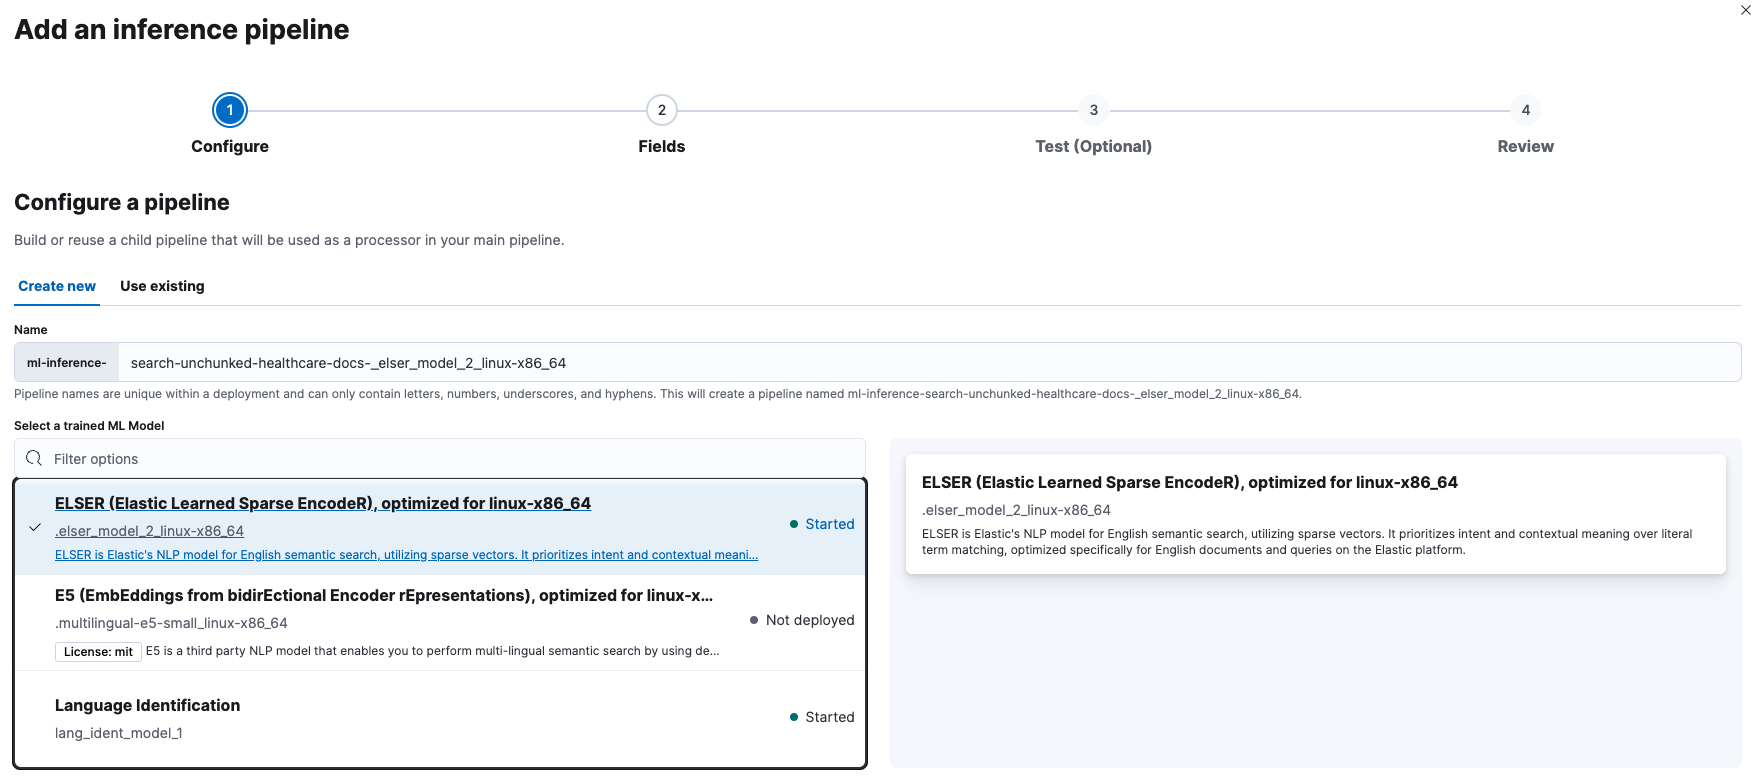 Add an inference pipeline
1
2
3
4
Configure
Fields
Test (Optional)
Review
Configure a pipeline
Build or reuse a child pipeline that will be used as a processor in your main pipeline.
Create new
Use existing
Name
ml-inference-
search-unchunked-healthcare-docs-_elser_model_2_linux-x86_64
Pipeline names are unique within a deployment and can only contain letters, numbers, underscores, and hyphens. This will create a pipeline named ml-inference-search-unchunked-healthcare-docs-_elser_model_2_linux-x86_64.
Select a trained ML Model
Filter options
ELSER (Elastic Learned Sparse EncodeR), optimized for linux-x86_64
.elser_model_2_linux-x86_64
Started
ELSER is Elastic's NLP model for English semantic search, utilizing sparse vectors. It prioritizes intent and contextual meani...
E5 (EmbEddings from bidirEctional Encoder rEpresentations), optimized for linux-x...
.multilingual-e5-small_linux-x86_64
Not deployed
License: mit
E5 is a third party NLP model that enables you to perform multi-lingual semantic search by using de...
Language Identification
lang_ident_model_1
Started
ELSER (Elastic Learned Sparse EncodeR), optimized for linux-x86_64
.elser_model_2_linux-x86_64
ELSER is Elastic's NLP model for English semantic search, utilizing sparse vectors. It prioritizes intent and contextual meaning over literal
term matching, optimized specifically for English documents and queries on the Elastic platform.